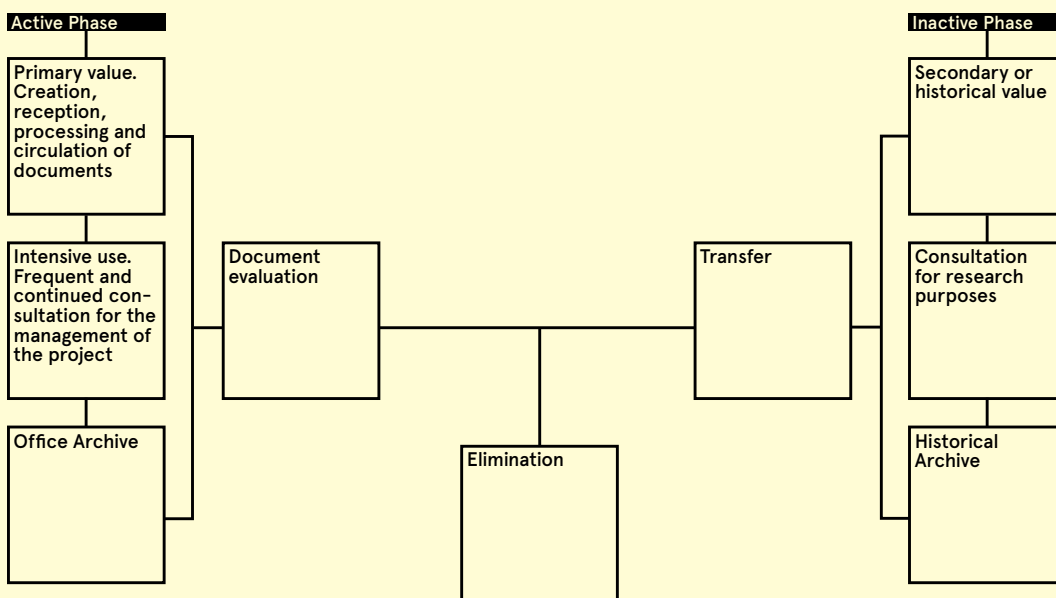 Active Phase
Primary value.
Creation,
reception,
processing and
circulation of
documents
Intensive use.
Frequent and
continued con-
sultation for the
management of
the project
Office Archive
Document
evaluation
Elimination
Transfer
Inactive Phase
Secondary or
historical value
Consultation
for research
purposes
Historical
Archive